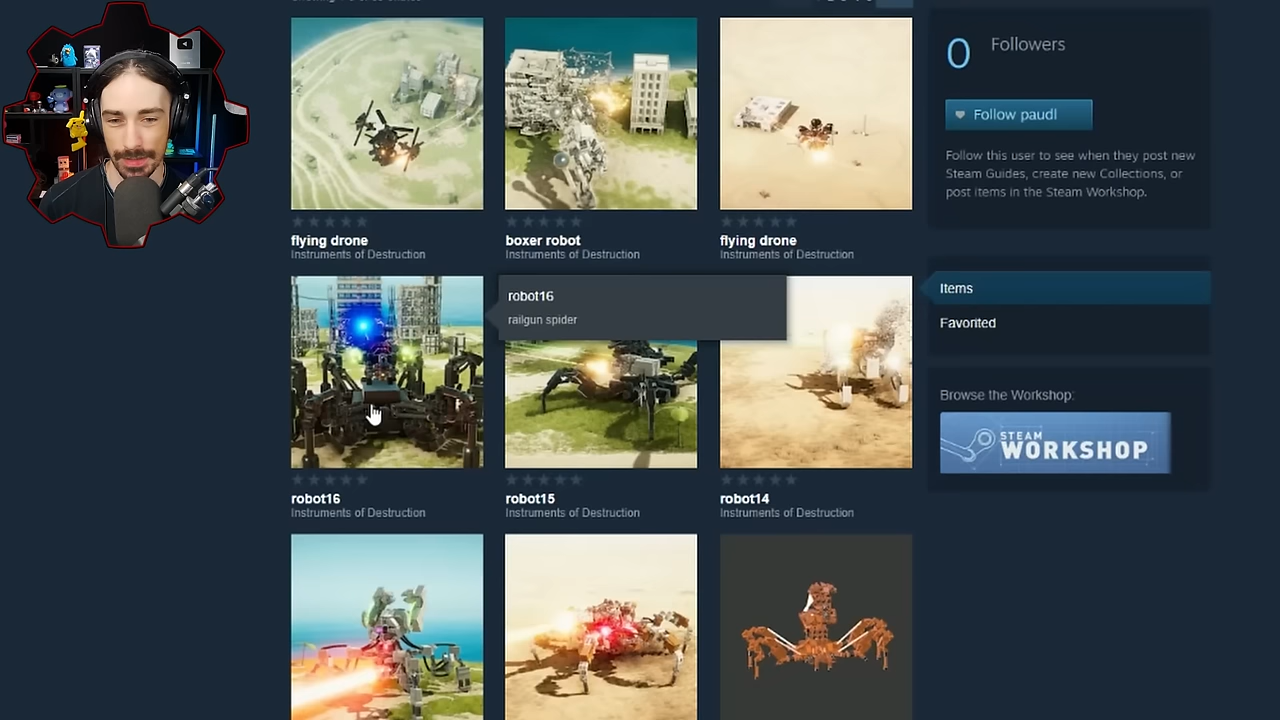 0 Followers
Follow paudl
Follow this user to see when they post new
Steam Guides, create new Collections, or
post items in the Steam Workshop.
flying drone
Instruments of Destruction
boxer robot
Instruments of Destruction
flying drone
Instruments of Destruction
robot16
railgun spider
Items
Favorited
Browse the Workshop:
STEAM
WORKSHOP
robot16
Instruments of Destruction
robot15
Instruments of Destruction
robot14
Instruments of Destruction